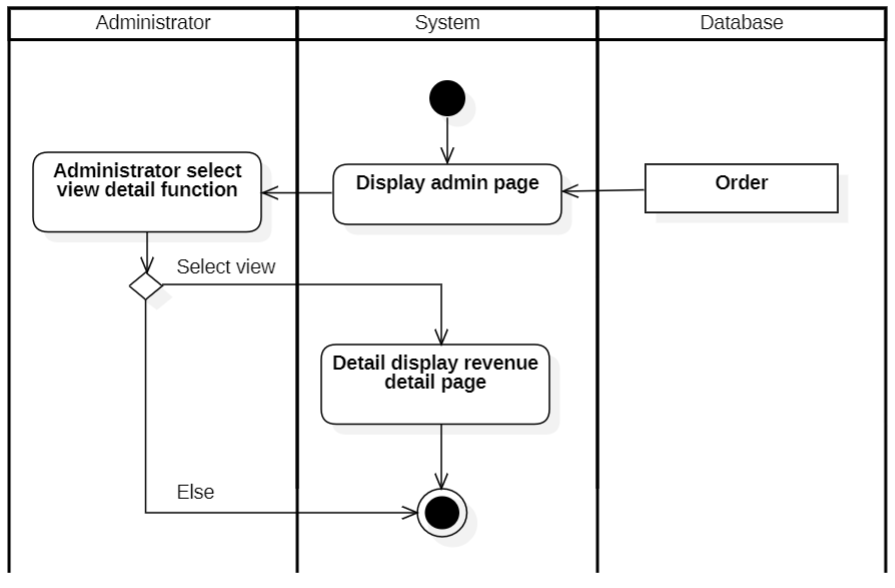 Administrator
System
Database
Administrator select
view detail function
Display admin page
Order
Select view
Detail display revenue
detail page
Else